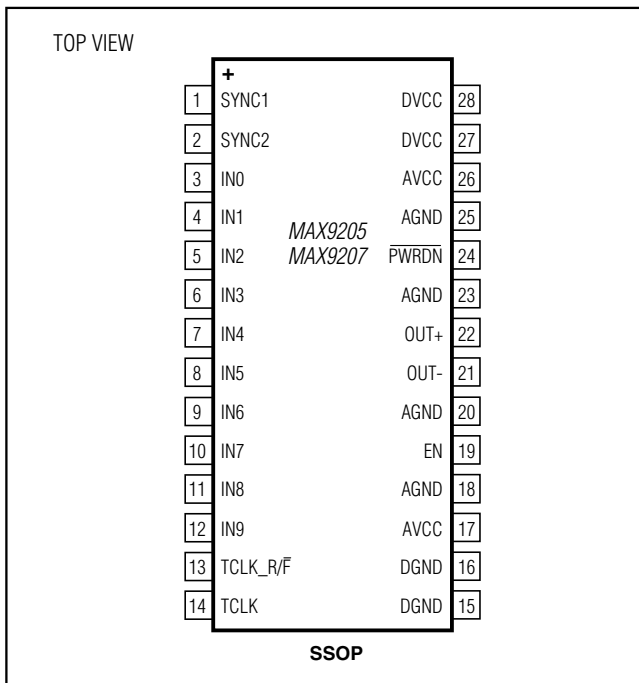 TOP VIEW
+
1 SYNC1 DVCC 28
2 SYNC2 DVCC 27
3 IN0 AVCC 26
4 IN1 AGND 25
MAX9205
5 IN2 MAX9207 P̅W̅R̅D̅N̅ 24
6 IN3 AGND 23
7 IN4 OUT+ 22
8 IN5 OUT- 21
9 IN6 AGND 20
10 IN7 EN 19
11 IN8 AGND 18
12 IN9 AVCC 17
13 TCLK_R/F̅ DGND 16
14 TCLK DGND 15
SSOP